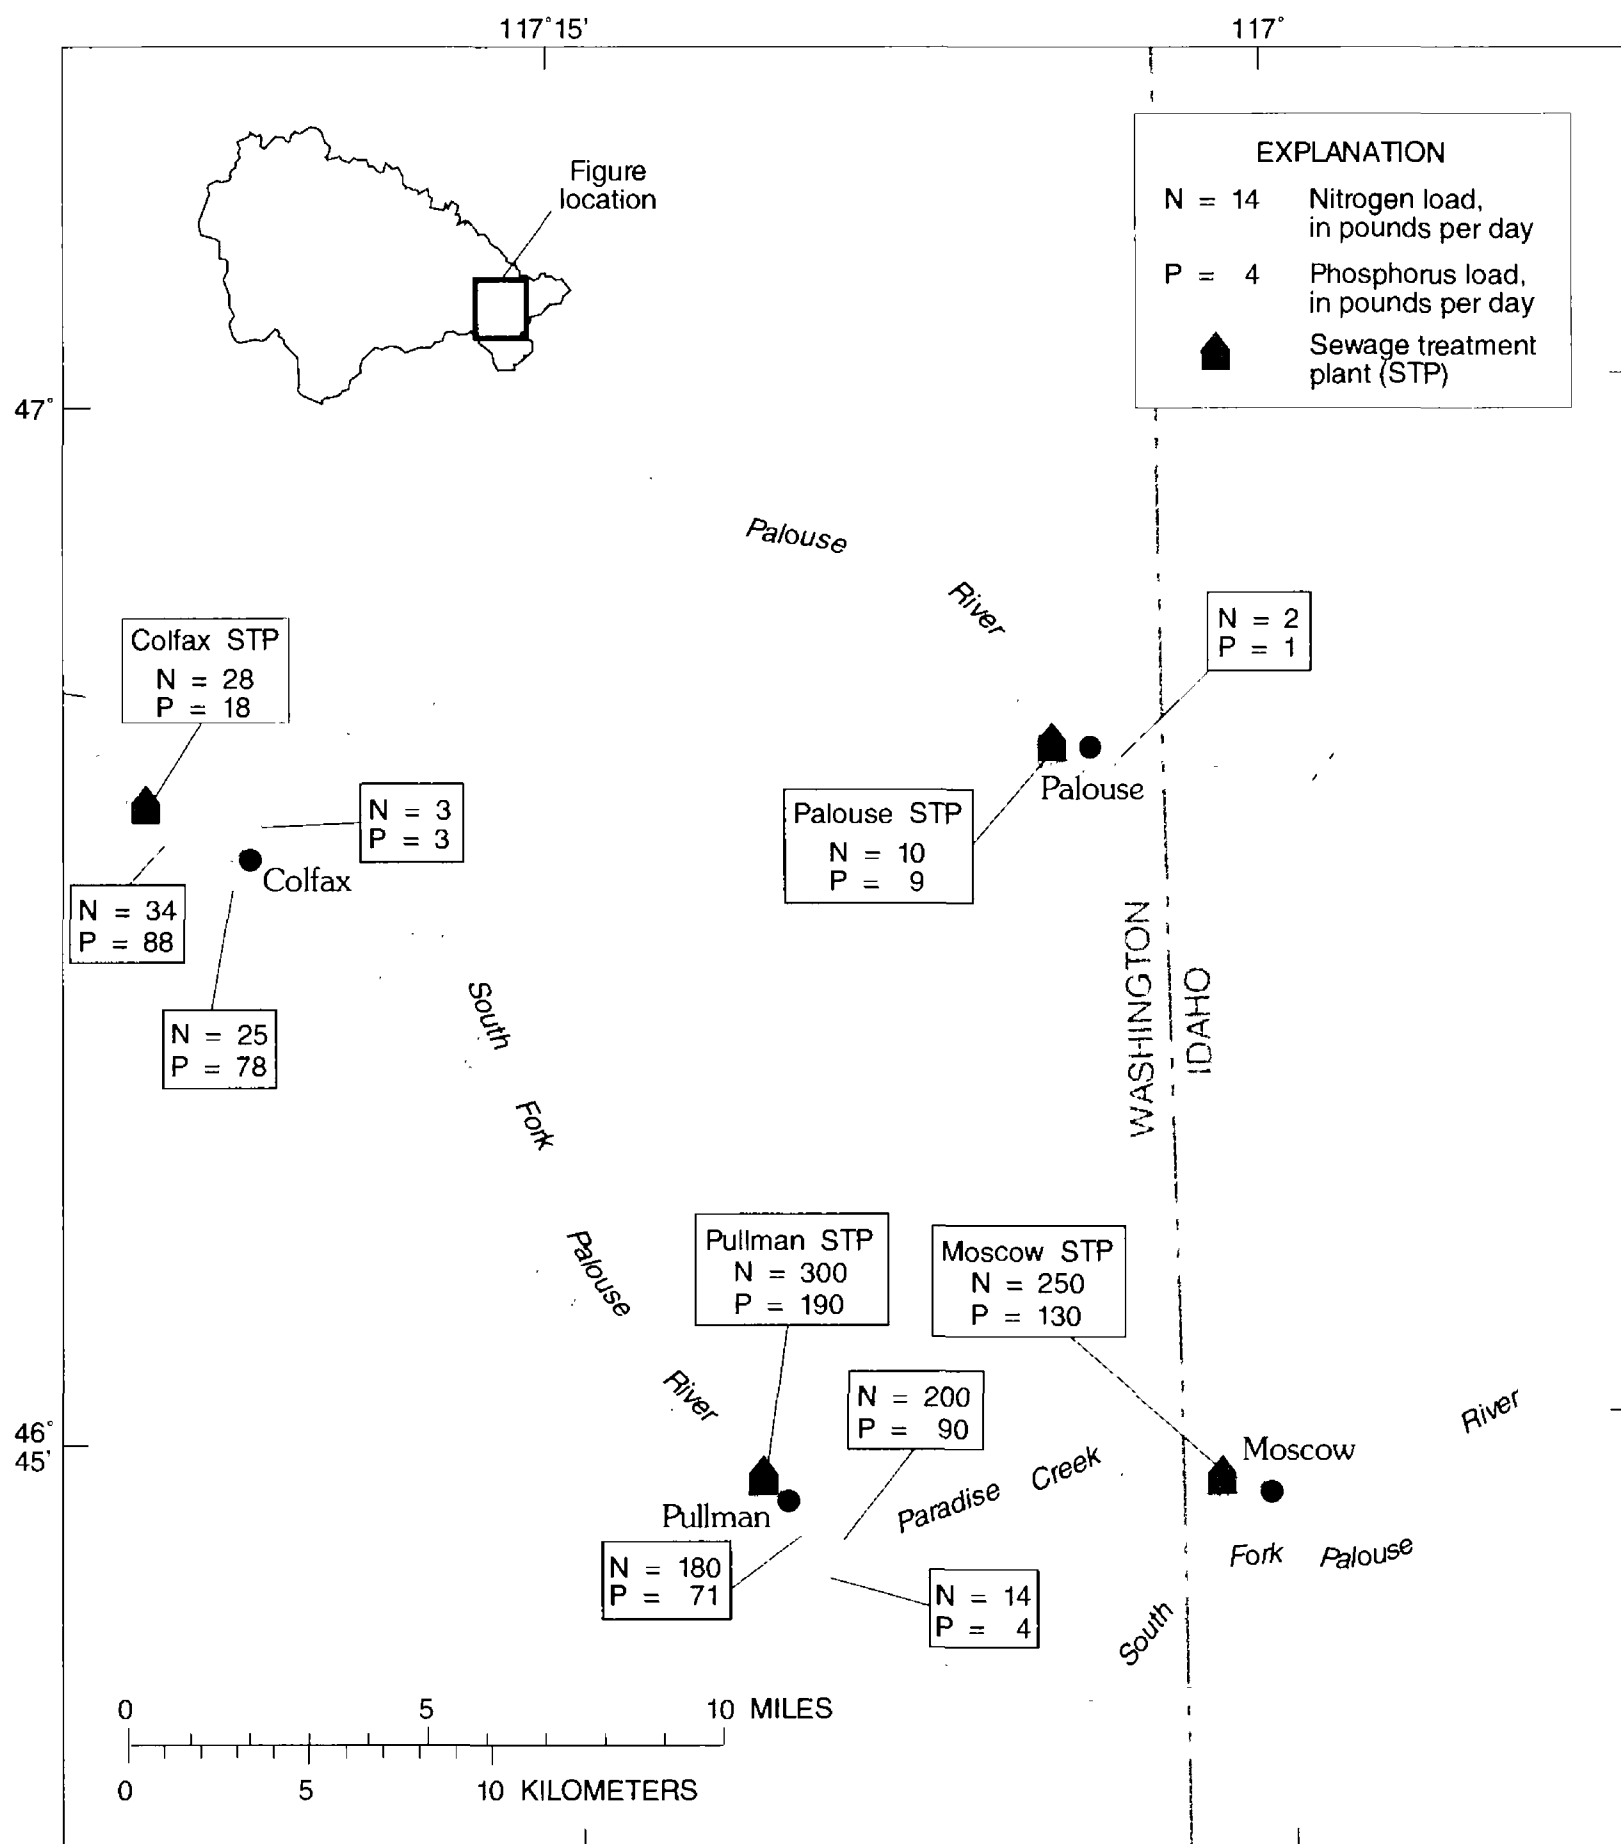 117°15'
117°
Figure
location
EXPLANATION
N = 14 Nitrogen load,
in pounds per day
P = 4 Phosphorus load,
in pounds per day
Sewage treatment
plant (STP)
47°
Palouse
River
N = 2
P = 1
Colfax STP
N = 28
P = 18
Palouse
Palouse STP
N = 10
P = 9
N = 3
P = 3
Colfax
N = 34
P = 88
N = 25
P = 78
WASHINGTON
IDAHO
South
Fork
Palouse
River
Pullman STP
N = 300
P = 190
Moscow STP
N = 250
P = 130
N = 200
P = 90
46°
45'
Paradise Creek
River
Moscow
Pullman
Fork Palouse
South
N = 180
P = 71
N = 14
P = 4
0 5 10 MILES
0 5 10 KILOMETERS